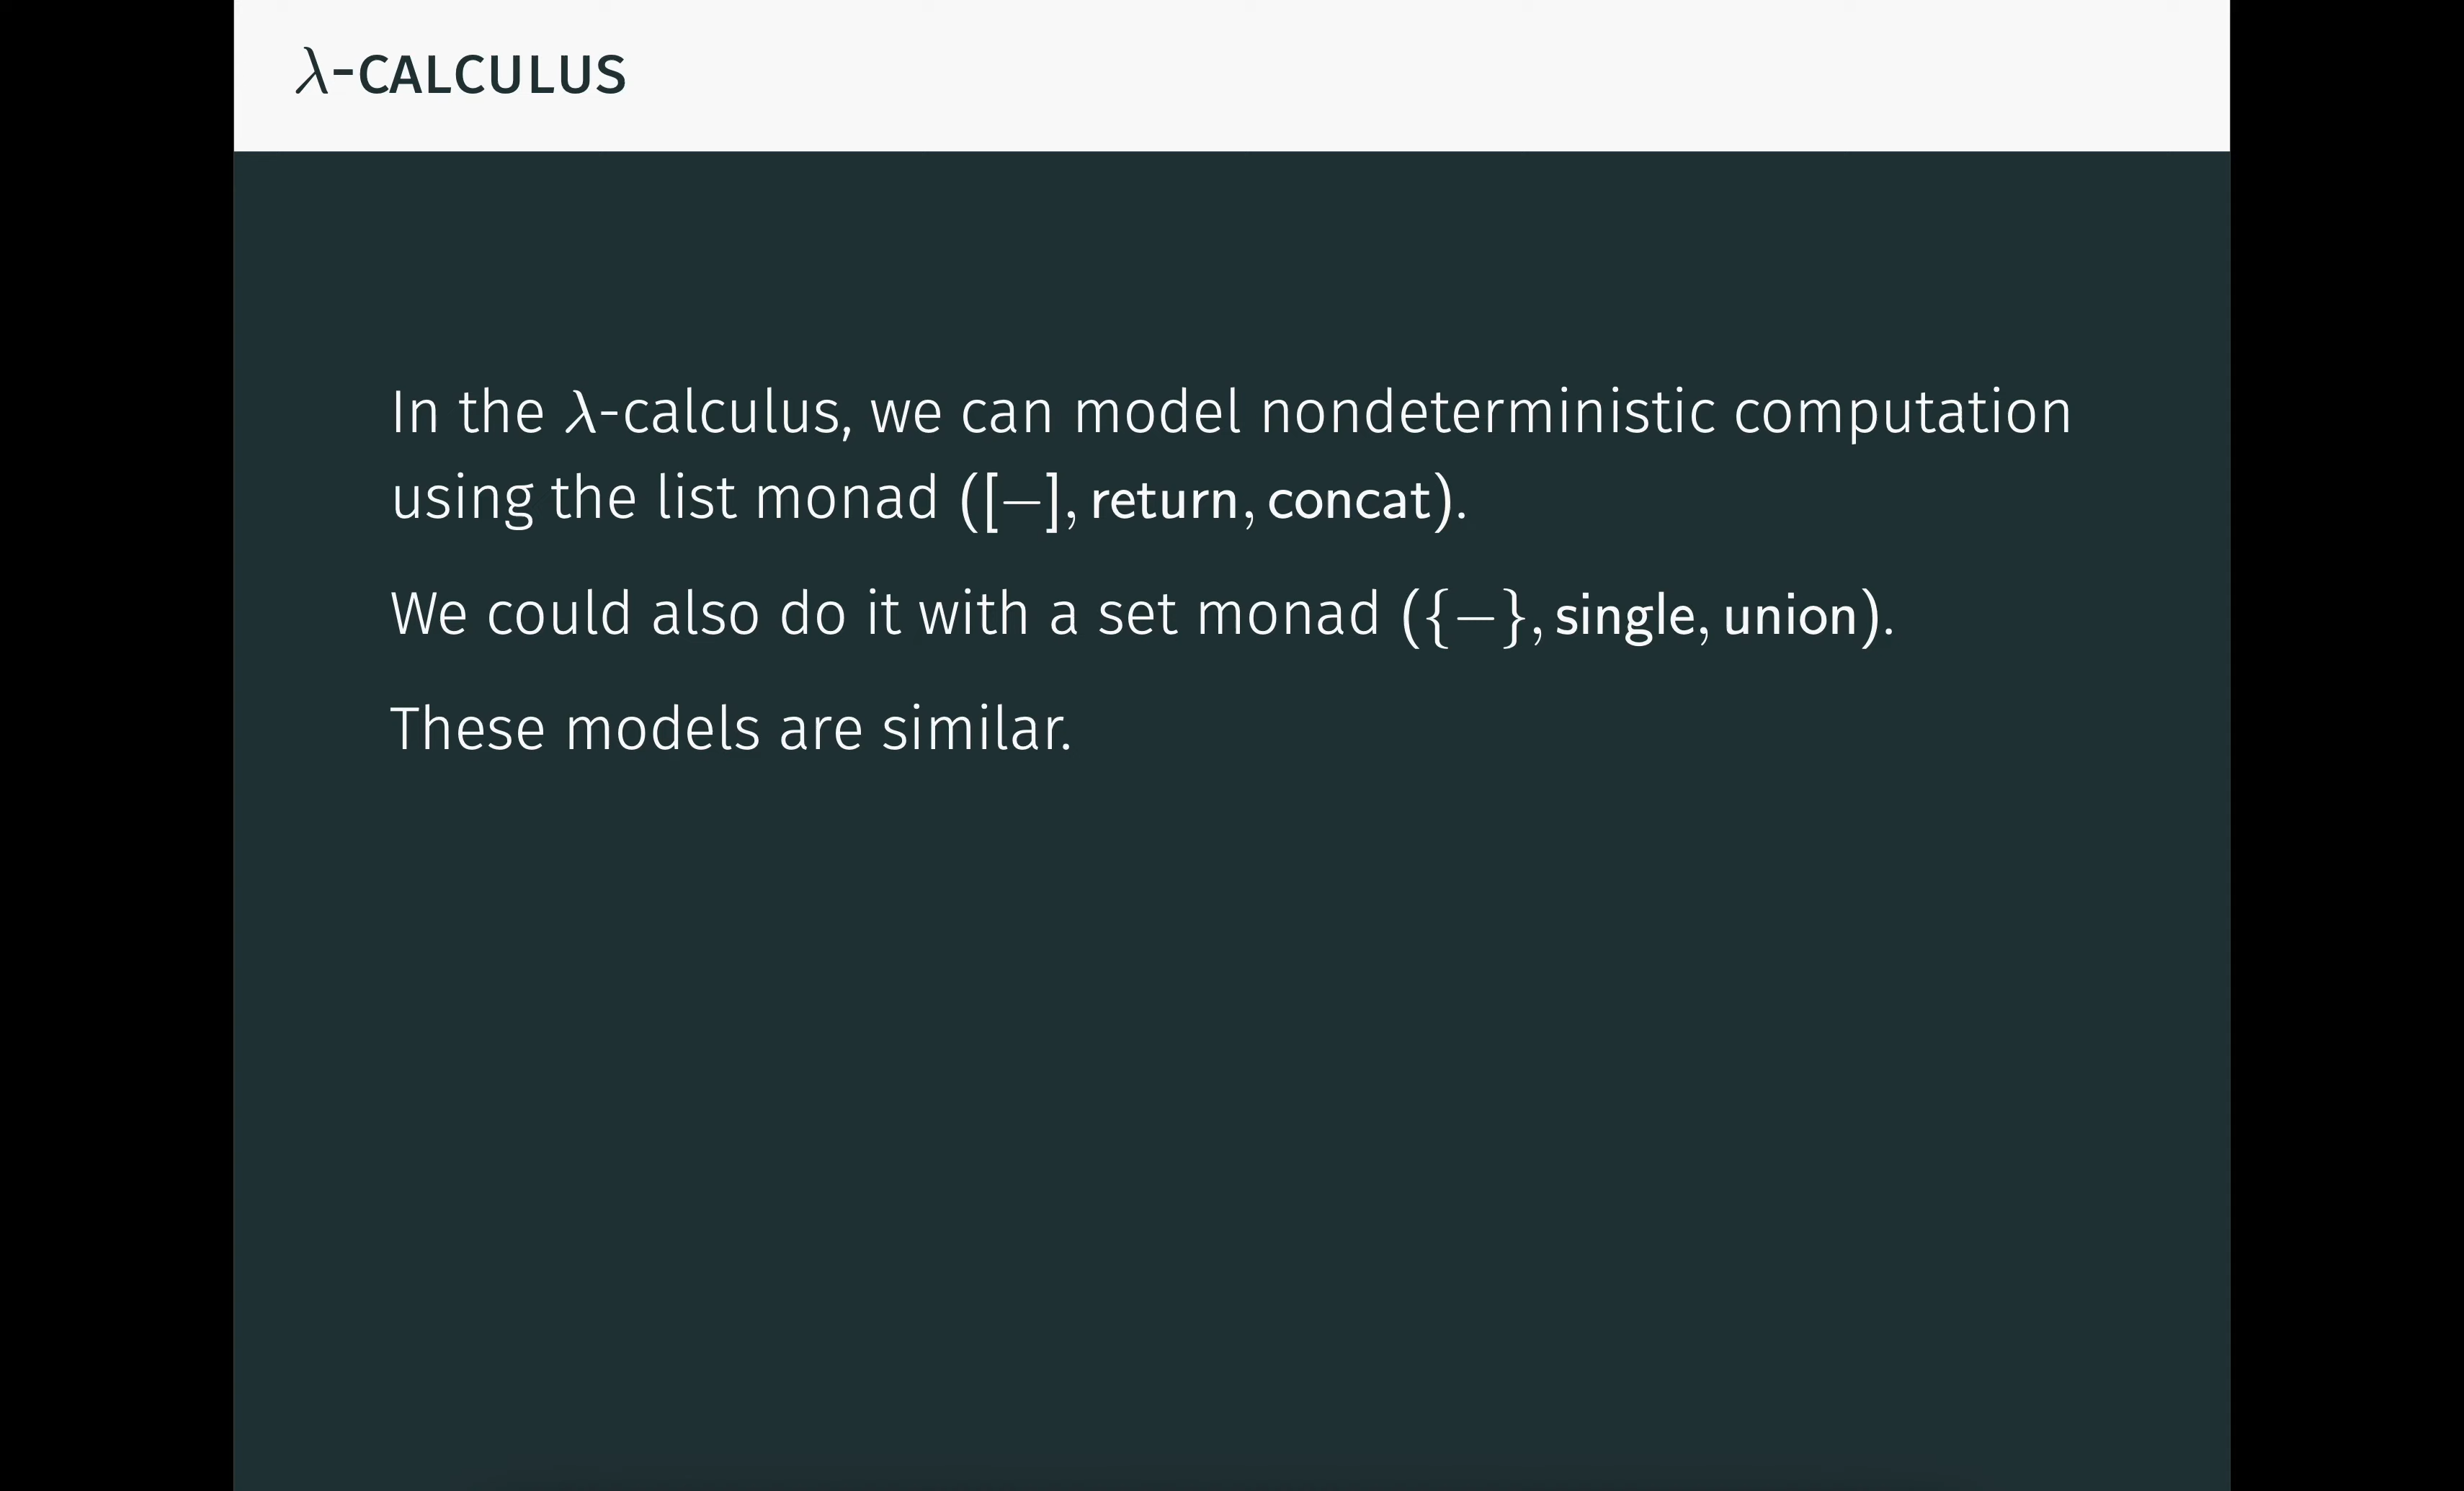 λ-CALCULUS
In the λ-calculus, we can model nondeterministic computation
using the list monad ([−], return, concat).
We could also do it with a set monad ({−}, single, union).
These models are similar.